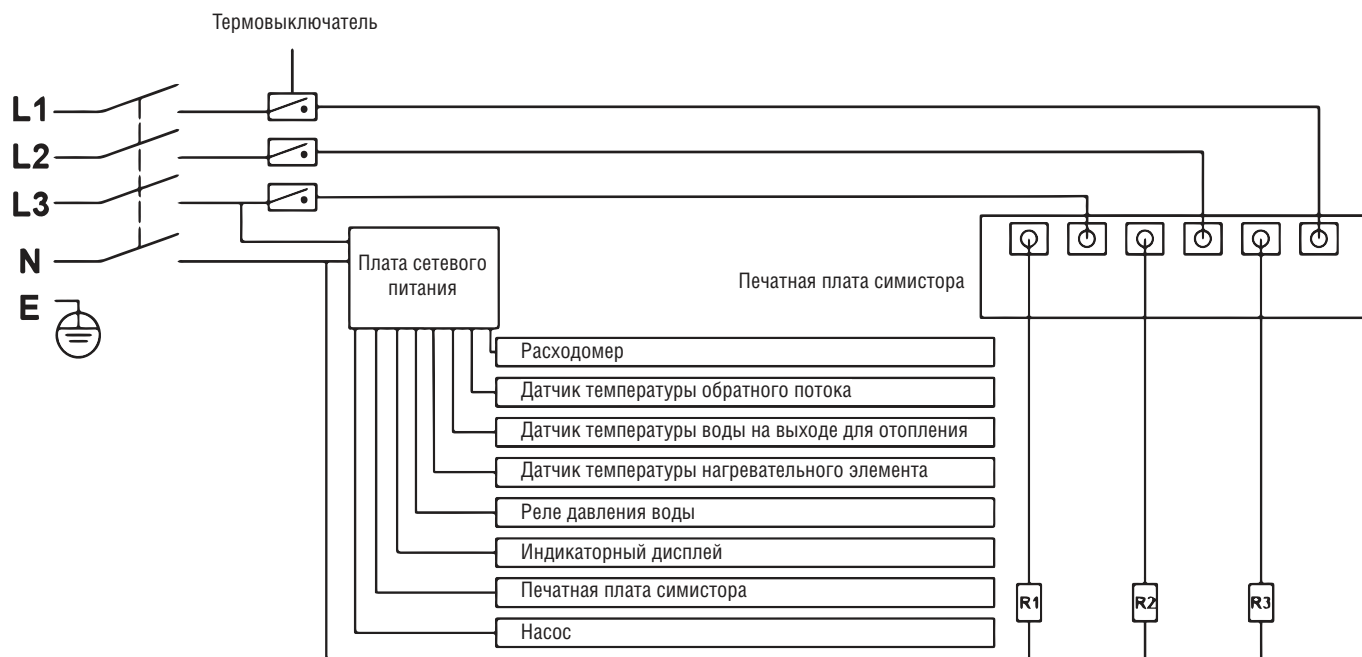 Термовыключатель
L1
L2
L3
N
E
Плата сетевого
питания
Печатная плата симистора
Расходомер
Датчик температуры обратного потока
Датчик температуры воды на выходе для отопления
Датчик температуры нагревательного элемента
Реле давления воды
Индикаторный дисплей
Печатная плата симистора
Насос
R1
R2
R3